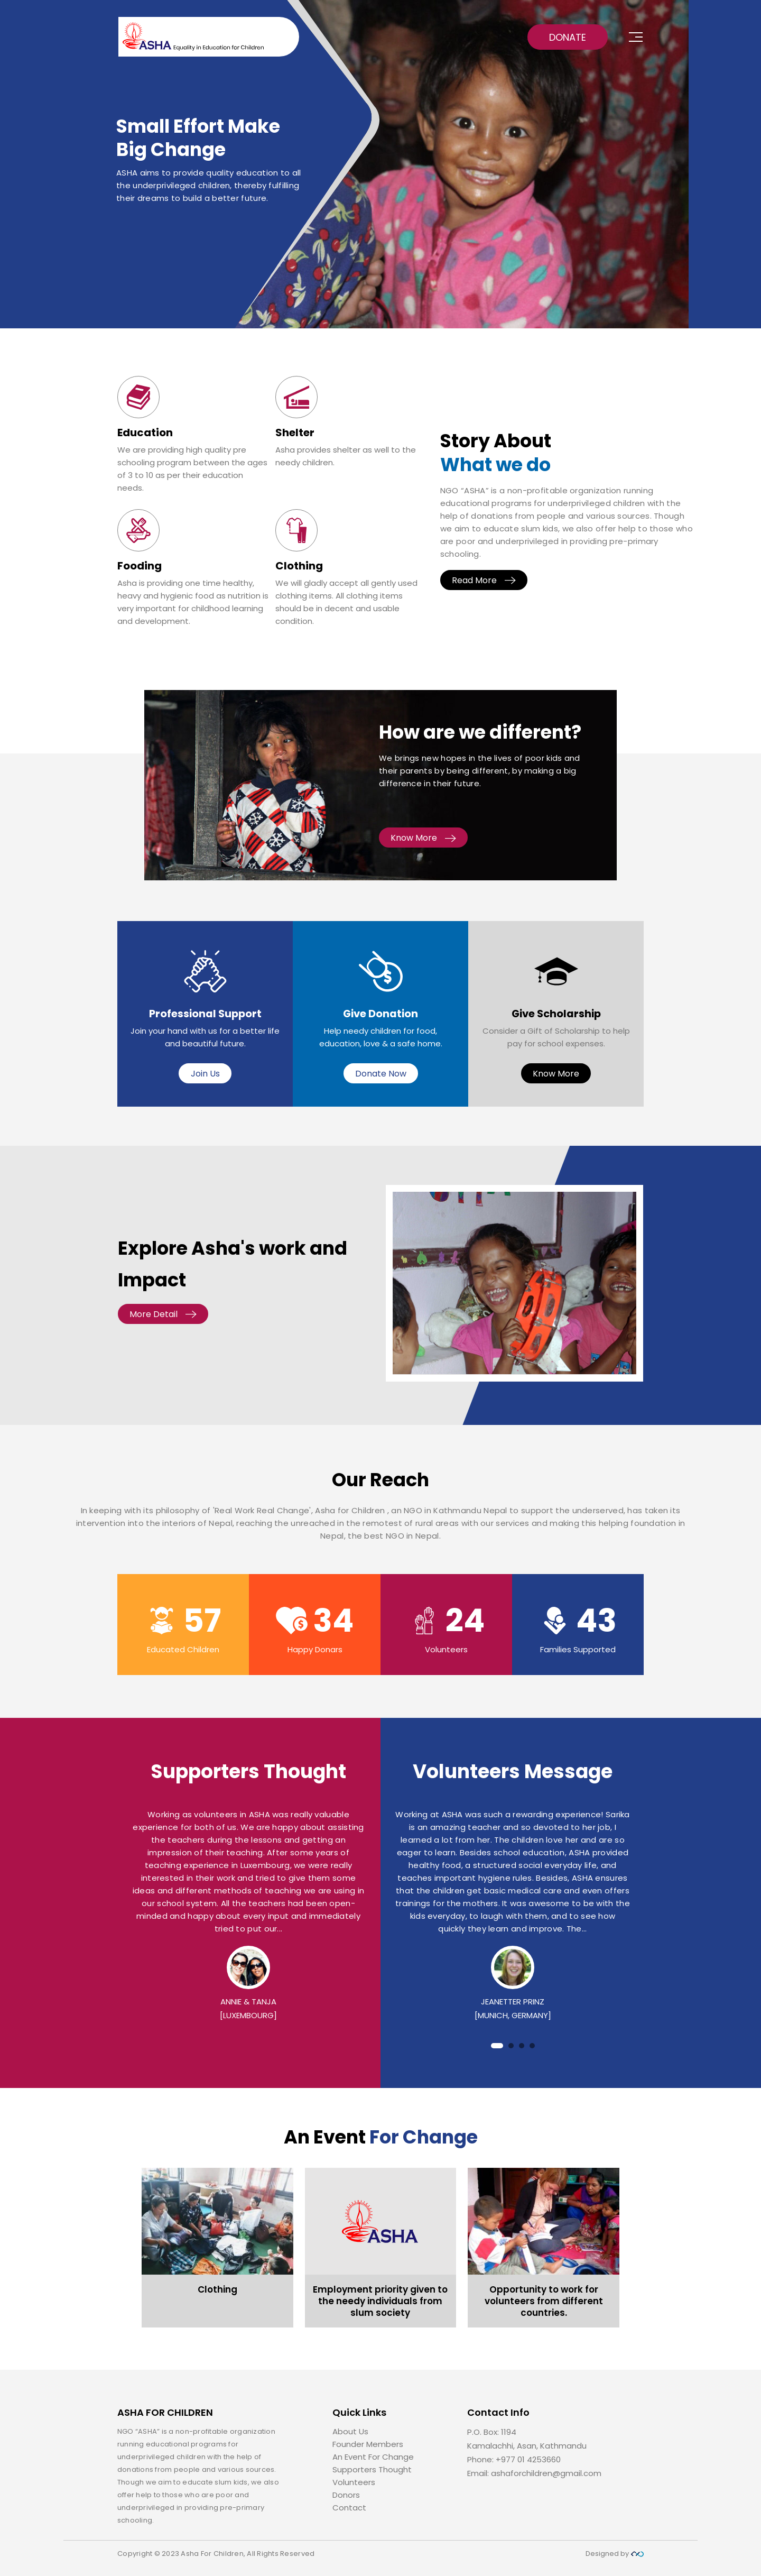 ASHA Equality in Education for Children
DONATE
Small Effort Make
Big Change
ASHA aims to provide quality education to all
the underprivileged children, thereby fulfilling
their dreams to build a better future.
Education
We are providing high quality pre
schooling program between the ages
of 3 to 10 as per their education
needs.
Shelter
Asha provides shelter as well to the
needy children.
Fooding
Asha is providing one time healthy,
heavy and hygienic food as nutrition is
very important for childhood learning
and development.
Clothing
We will gladly accept all gently used
clothing items. All clothing items
should be in decent and usable
condition.
Story About
What we do
NGO “ASHA” is a non-profitable organization running
educational programs for underprivileged children with the
help of donations from people and various sources. Though
we aim to educate slum kids, we also offer help to those who
are poor and underprivileged in providing pre-primary
schooling.
Read More
How are we different?
We brings new hopes in the lives of poor kids and
their parents by being different, by making a big
difference in their future.
Know More
Professional Support
Join your hand with us for a better life
and beautiful future.
Join Us
Give Donation
Help needy children for food,
education, love & a safe home.
Donate Now
Give Scholarship
Consider a Gift of Scholarship to help
pay for school expenses.
Know More
Explore Asha's work and
Impact
More Detail
Our Reach
In keeping with its philosophy of 'Real Work Real Change', Asha for Children , an NGO in Kathmandu Nepal to support the underserved, has taken its
intervention into the interiors of Nepal, reaching the unreached in the remotest of rural areas with our services and making this helping foundation in
Nepal, the best NGO in Nepal.
57
Educated Children
34
Happy Donars
24
Volunteers
43
Families Supported
Supporters Thought
Working as volunteers in ASHA was really valuable
experience for both of us. We are happy about assisting
the teachers during the lessons and getting an
impression of their teaching. After some years of
teaching experience in Luxembourg, we were really
interested in their work and tried to give them some
ideas and different methods of teaching we are using in
our school system. All the teachers had been open-
minded and happy about every input and immediately
tried to put our...
ANNIE & TANJA
[LUXEMBOURG]
Volunteers Message
Working at ASHA was such a rewarding experience! Sarika
is an amazing teacher and so devoted to her job, I
learned a lot from her. The children love her and are so
eager to learn. Besides school education, ASHA provided
healthy food, a structured social everyday life, and
teaches important hygiene rules. Besides, ASHA ensures
that the children get basic medical care and even offers
trainings for the mothers. It was awesome to be with the
kids everyday, to laugh with them, and to see how
quickly they learn and improve. The...
JEANETTER PRINZ
[MUNICH, GERMANY]
An Event For Change
Clothing
ASHA
Employment priority given to
the needy individuals from
slum society
Opportunity to work for
volunteers from different
countries.
ASHA FOR CHILDREN
NGO “ASHA” is a non-profitable organization
running educational programs for
underprivileged children with the help of
donations from people and various sources.
Though we aim to educate slum kids, we also
offer help to those who are poor and
underprivileged in providing pre-primary
schooling.
Quick Links
About Us
Founder Members
An Event For Change
Supporters Thought
Volunteers
Donors
Contact
Contact Info
P.O. Box: 1194
Kamalachhi, Asan, Kathmandu
Phone: +977 01 4253660
Email: ashaforchildren@gmail.com
Copyright © 2023 Asha For Children, All Rights Reserved
Designed by